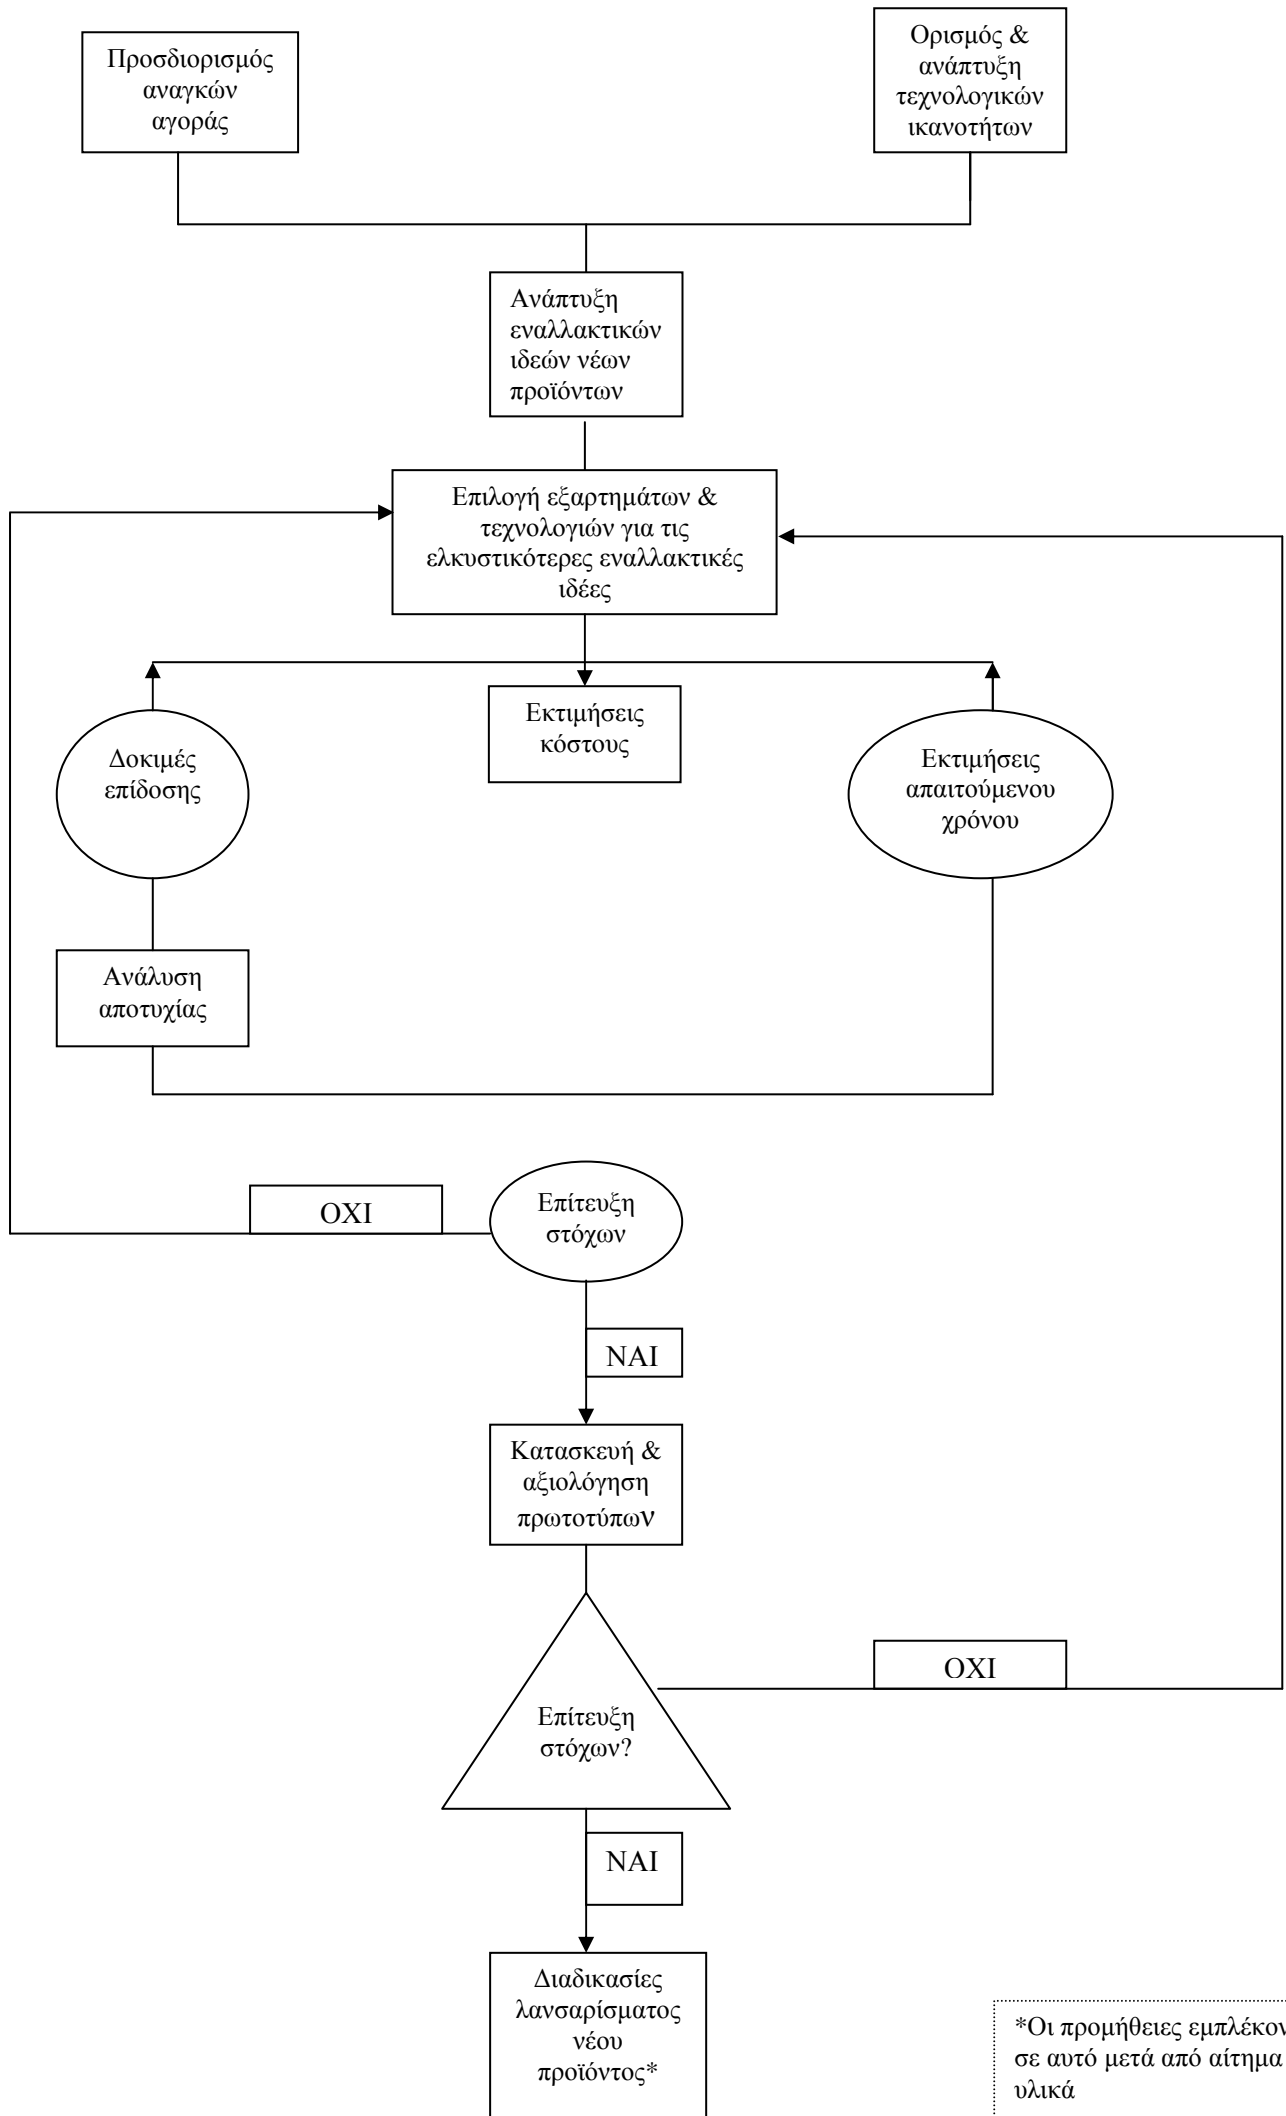 Προσδιορισμός
αναγκών
αγοράς
Ορισμός &
ανάπτυξη
τεχνολογικών
ικανοτήτων
Ανάπτυξη
εναλλακτικών
ιδεών νέων
προϊόντων
Επιλογή εξαρτημάτων &
τεχνολογιών για τις
ελκυστικότερες εναλλακτικές
ιδέες
Δοκιμές
επίδοσης
Εκτιμήσεις
κόστους
Εκτιμήσεις
απαιτούμενου
χρόνου
Ανάλυση
αποτυχίας
ΟΧΙ
Επίτευξη
στόχων
ΝΑΙ
Κατασκευή &
αξιολόγηση
πρωτοτύπων
ΟΧΙ
Επίτευξη
στόχων?
ΝΑΙ
Διαδικασίες
λανσαρίσματος
νέου
προϊόντος*
*Οι προμήθειες
σε αυτό μετά από αίτημα
υλικά